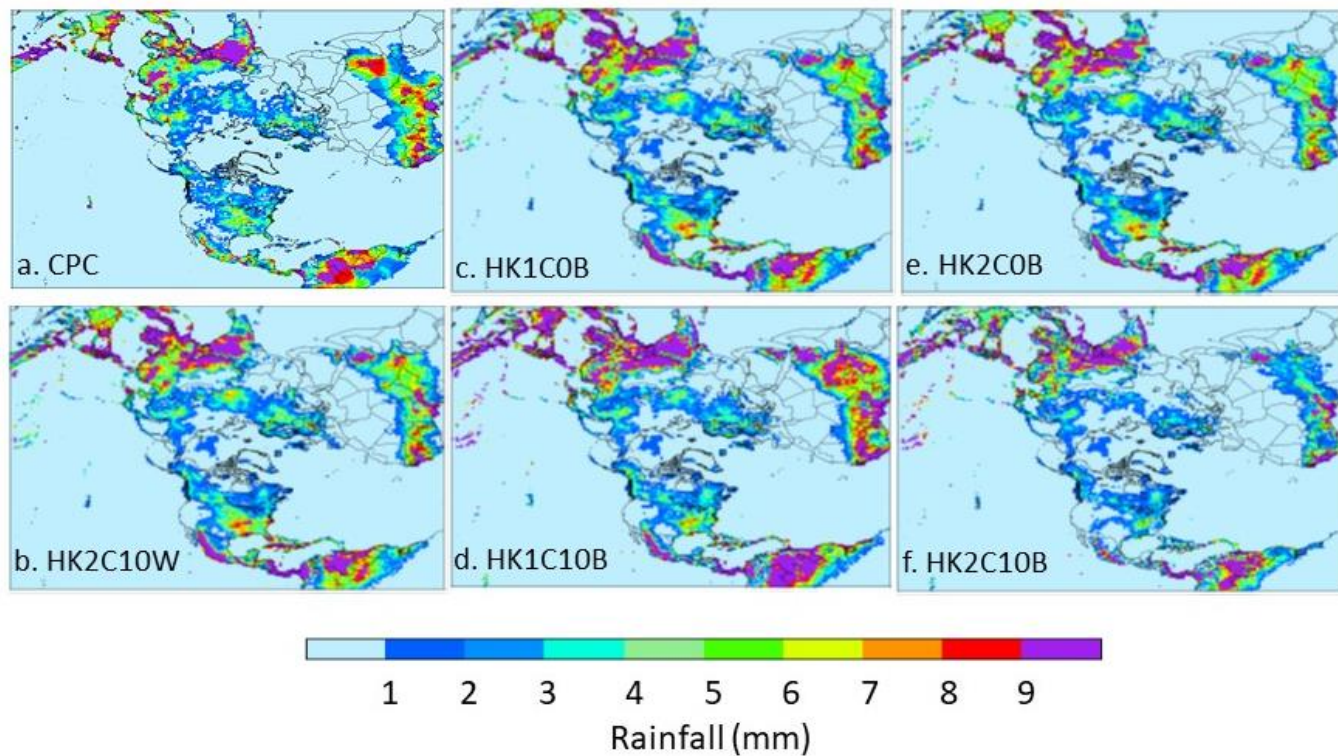 a. CPC
c. HK1C0B
e. HK2C0B
b. HK2C10W
d. HK1C10B
f. HK2C10B
1 2 3 4 5 6 7 8 9
Rainfall (mm)